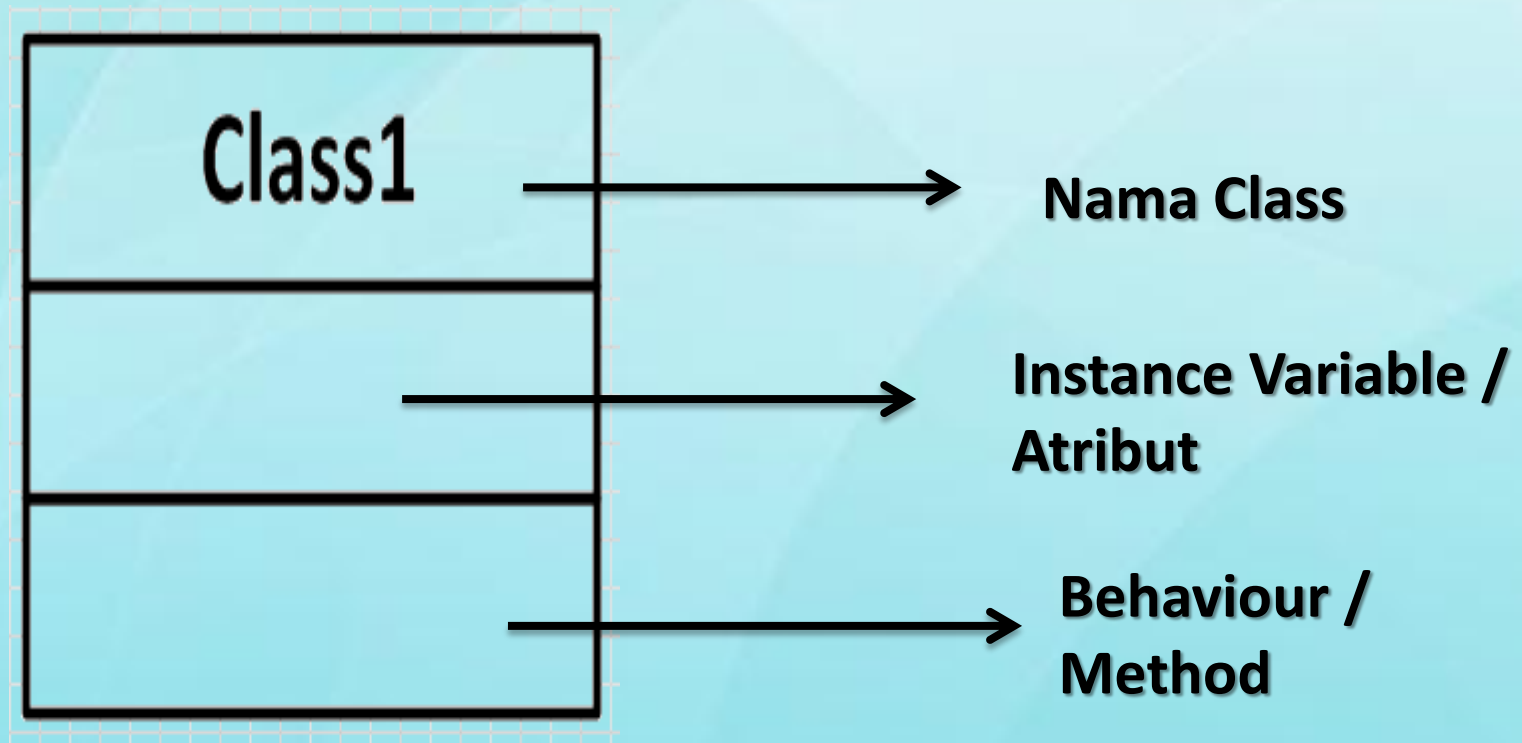 Class1
Nama Class
Instance Variable /
Atribut
Behaviour /
Method